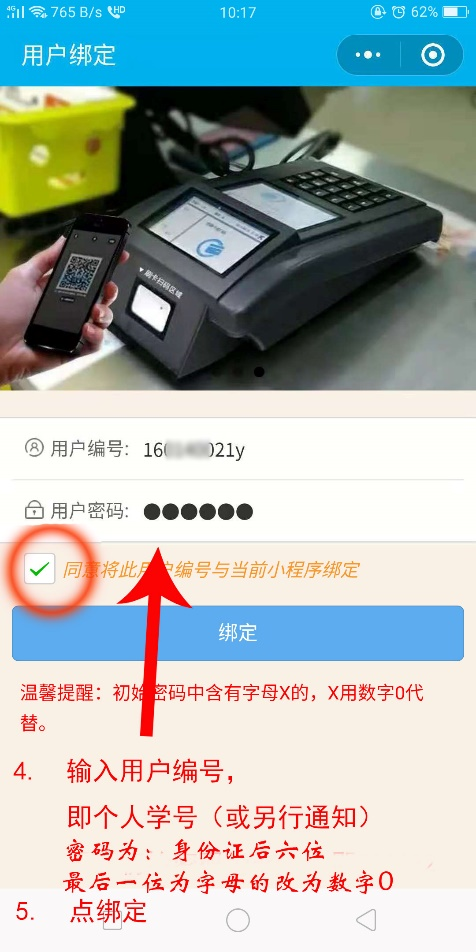 4G 765 B/s HD 10:17 62%
用户绑定
▼刷卡扫码区域
用户编号: 16 021y
用户密码: ●●●●●●
同意将此用户编号与当前小程序绑定
绑定
温馨提醒：初始密码中含有字母X的，X用数字0代
替。
4. 输入用户编号，
即个人学号（或另行通知）
密码为：身份证后六位
最后一位为字母的改为数字0
5. 点绑定